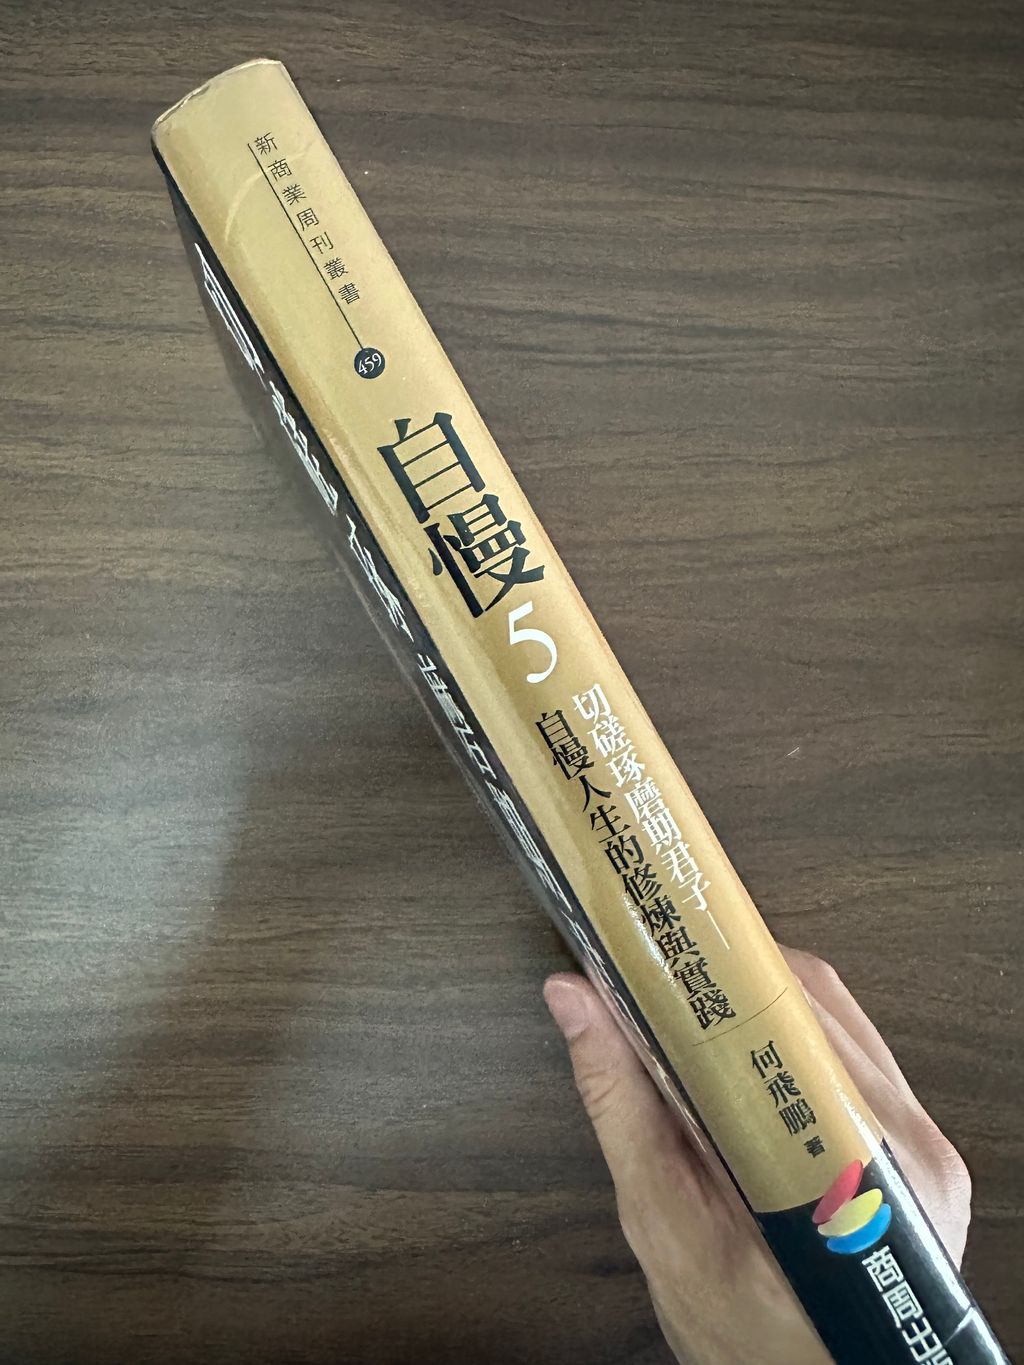 新商業周刊叢書
459
自慢
5
切磋琢磨期君子—
自慢人生的修煉與實踐
何飛鵬 著
商周出